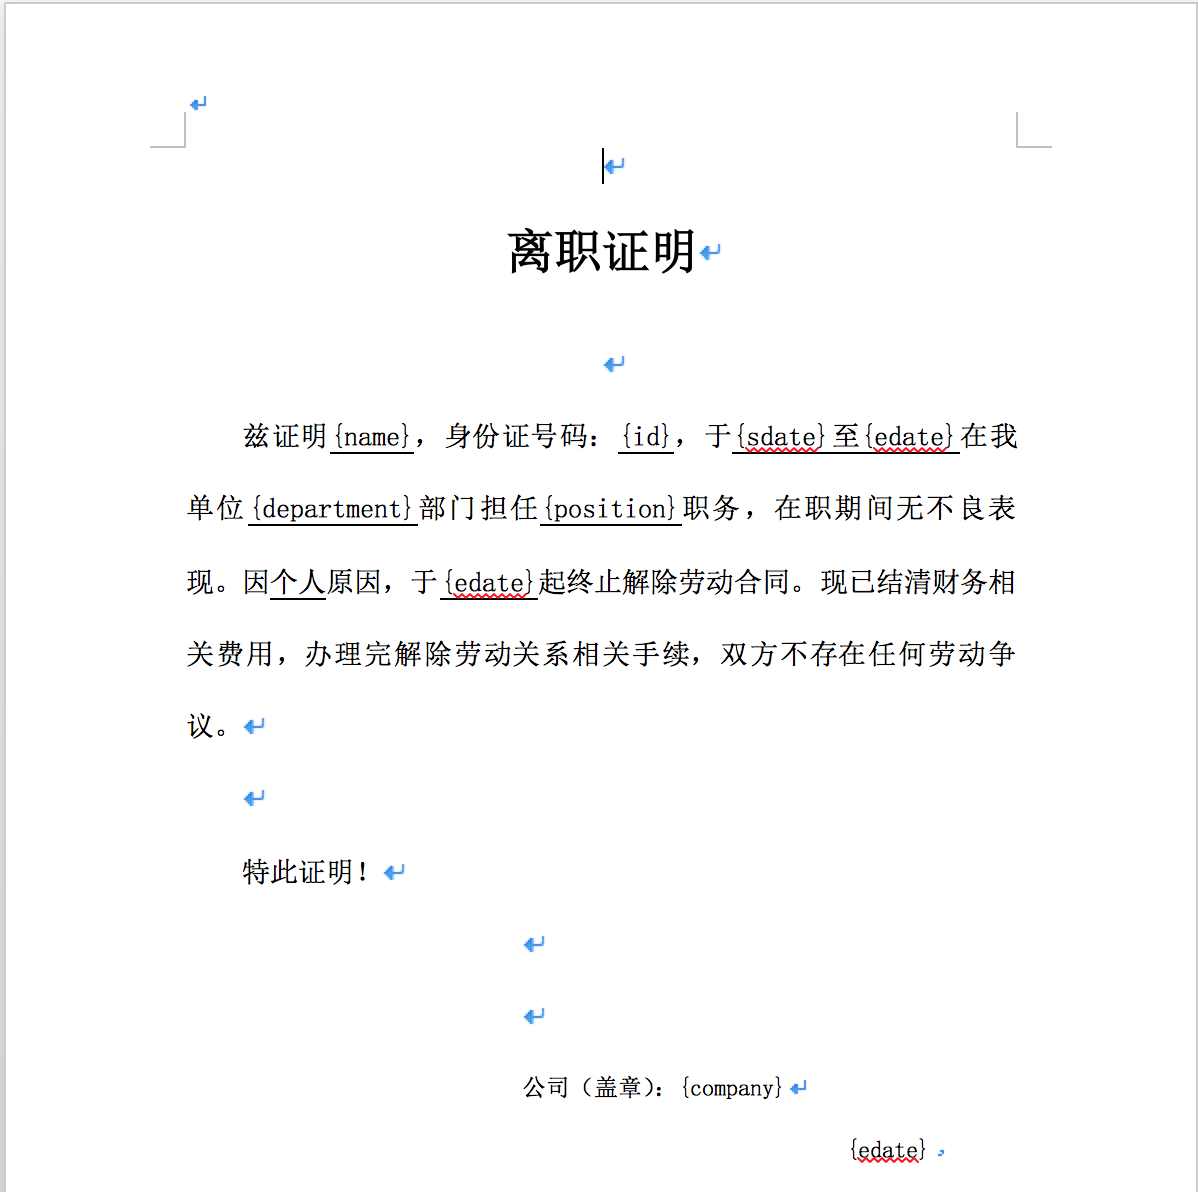 离职证明
兹证明{name}，身份证号码：{id}，于{sdate}至{edate}在我
单位{department}部门担任{position}职务，在职期间无不良表
现。因个人原因，于{edate}起终止解除劳动合同。现已结清财务相
关费用，办理完解除劳动关系相关手续，双方不存在任何劳动争
议。
特此证明！
公司（盖章）：{company}
{edate}